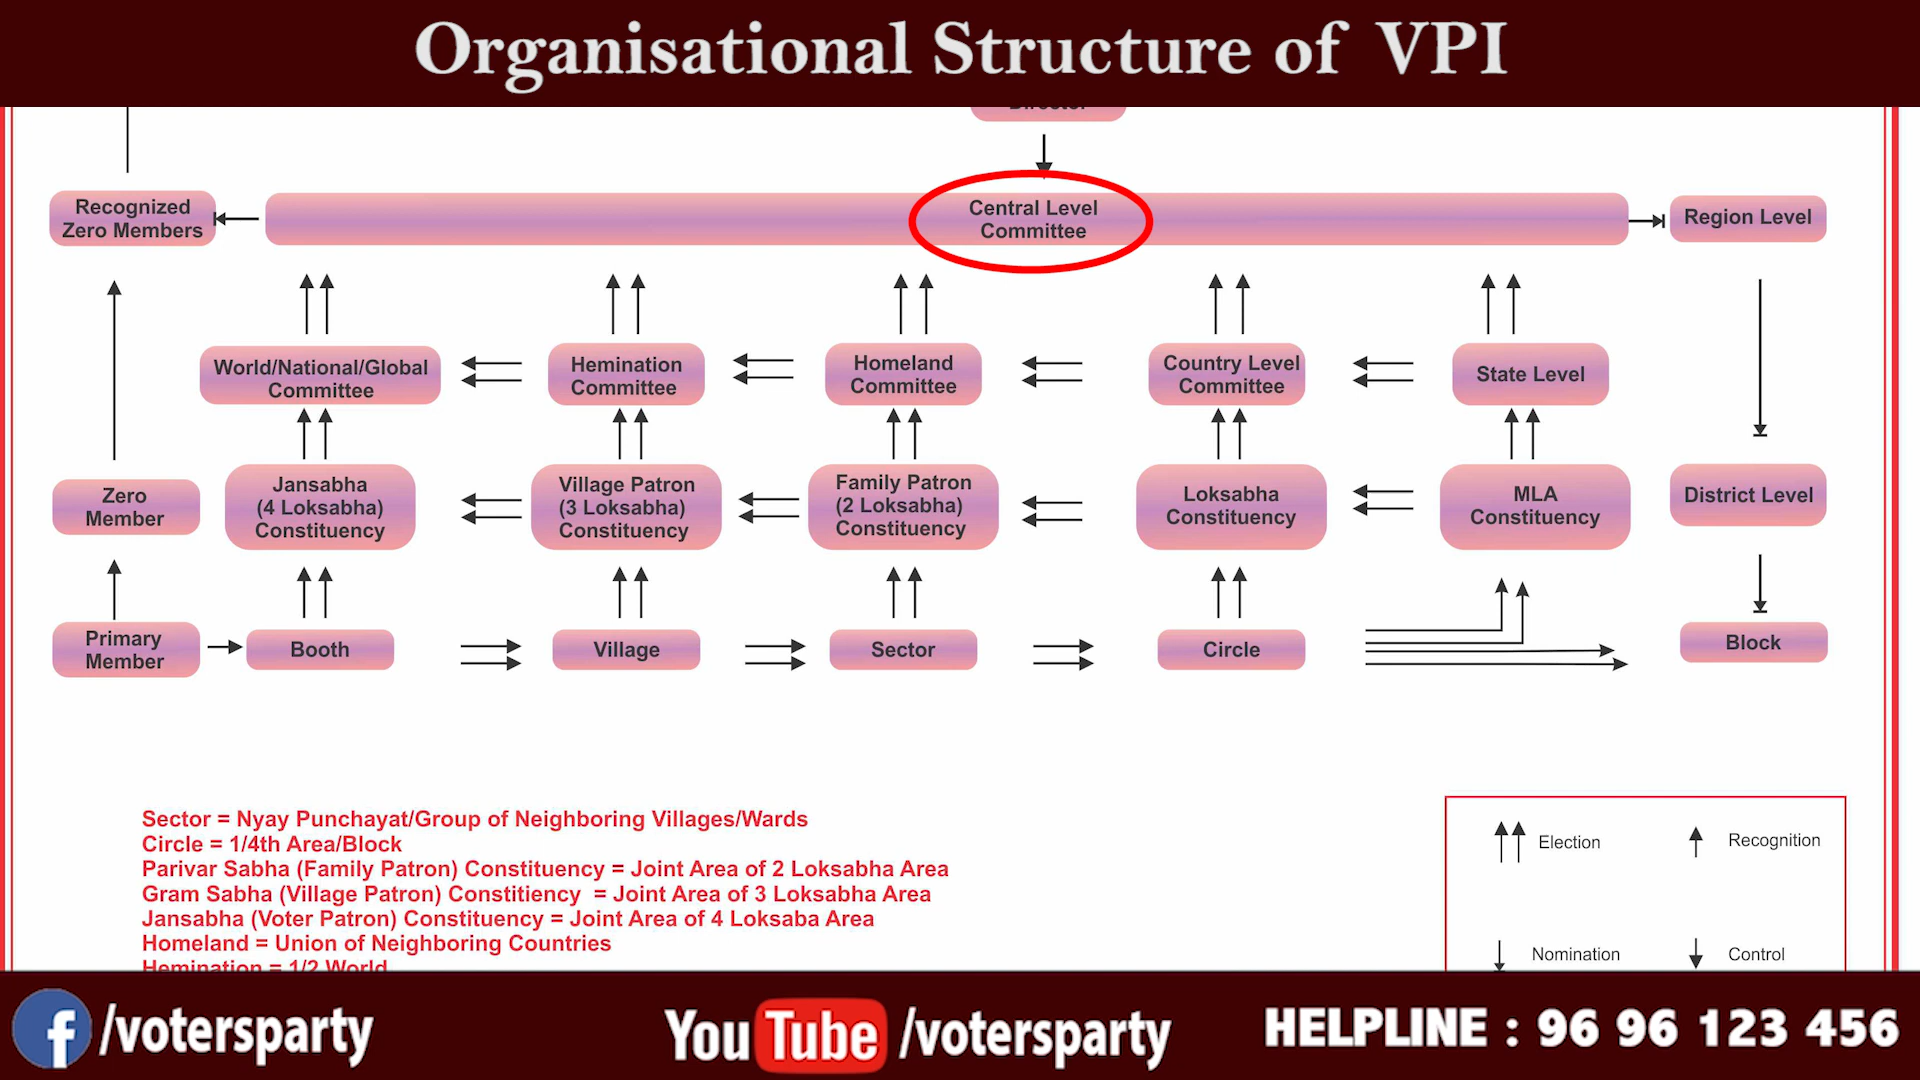 Organisational Structure of VPI
Director
Recognized
Zero Members
Central Level
Committee
Region Level
World/National/Global
Committee
Hemination
Committee
Homeland
Committee
Country Level
Committee
State Level
Zero
Member
Jansabha
(4 Loksabha)
Constituency
Village Patron
(3 Loksabha)
Constituency
Family Patron
(2 Loksabha)
Constituency
Loksabha
Constituency
MLA
Constituency
District Level
Primary
Member
Booth
Village
Sector
Circle
Block
Sector = Nyay Punchayat/Group of Neighboring Villages/Wards
Circle = 1/4th Area/Block
Parivar Sabha (Family Patron) Constituency = Joint Area of 2 Loksabha Area
Gram Sabha (Village Patron) Constitiency = Joint Area of 3 Loksabha Area
Jansabha (Voter Patron) Constituency = Joint Area of 4 Loksaba Area
Homeland = Union of Neighboring Countries
Hemination = 1/2 World
Election
Recognition
Nomination
Control
f /votersparty
YouTube /votersparty
HELPLINE : 96 96 123 456